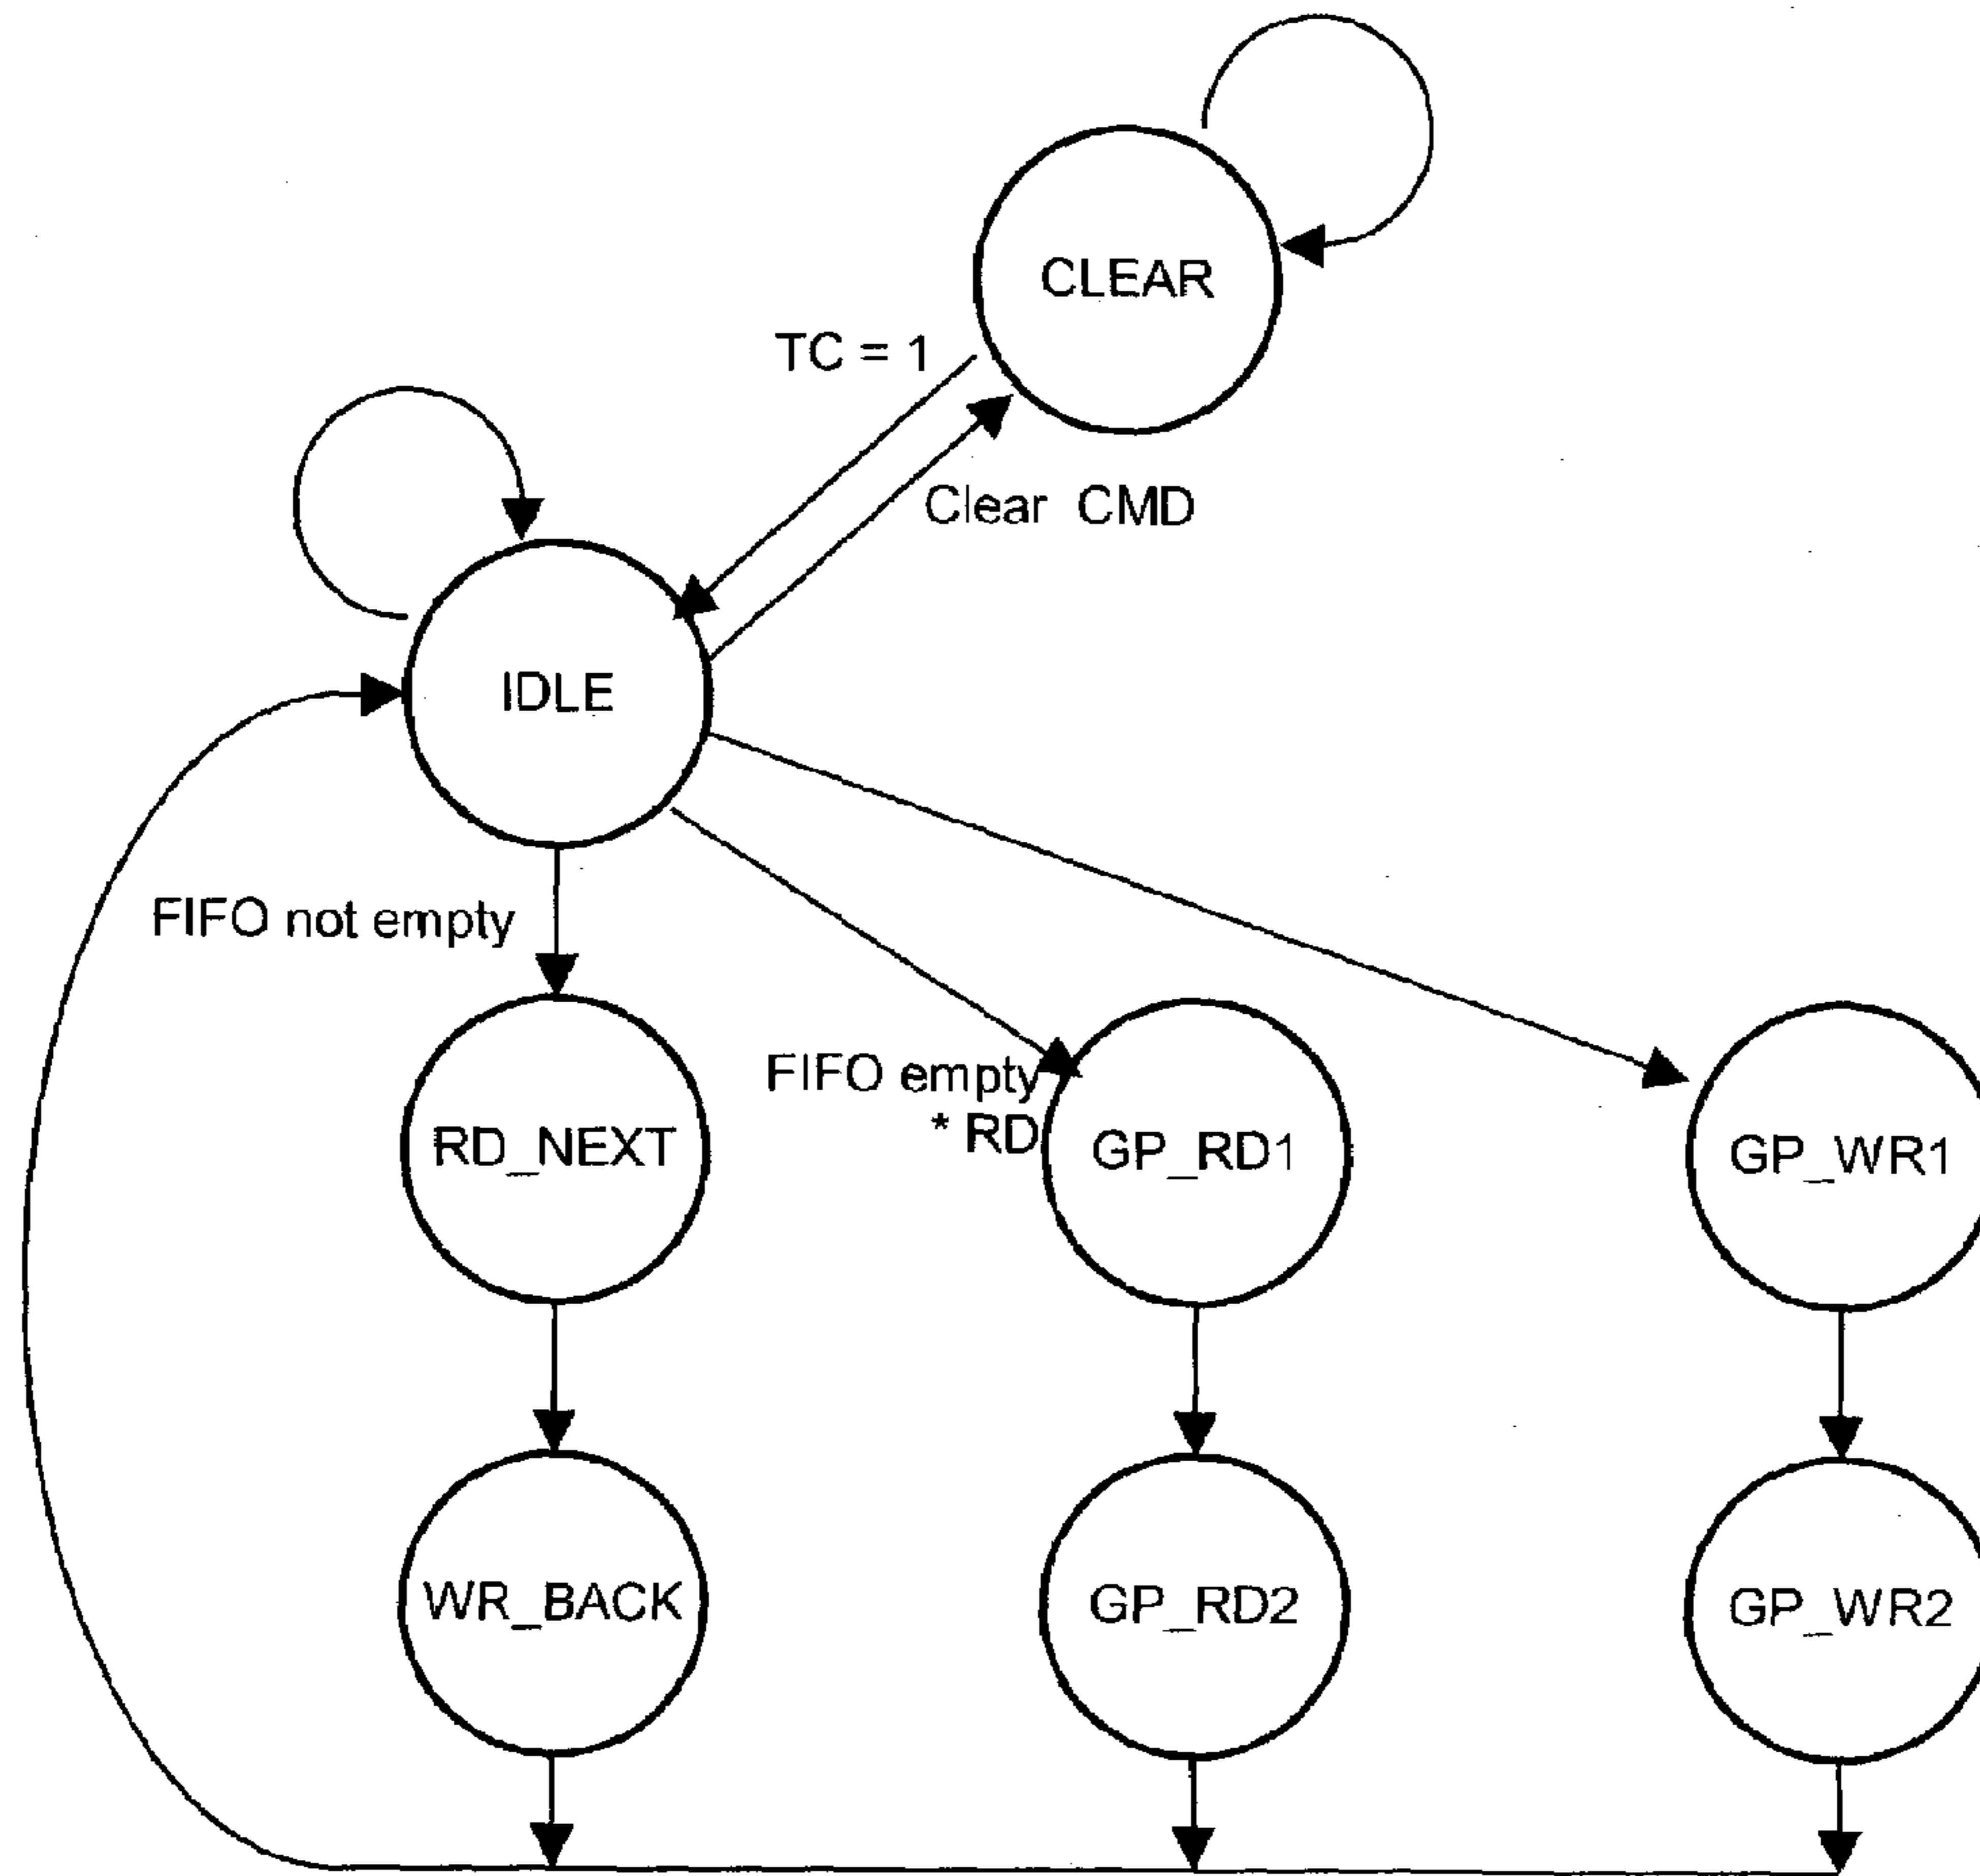 CLEAR
TC = 1
Clear CMD
IDLE
FIFO not empty
FIFO empty
* RD
RD_NEXT
GP_RD1
GP_WR1
WR_BACK
GP_RD2
GP_WR2